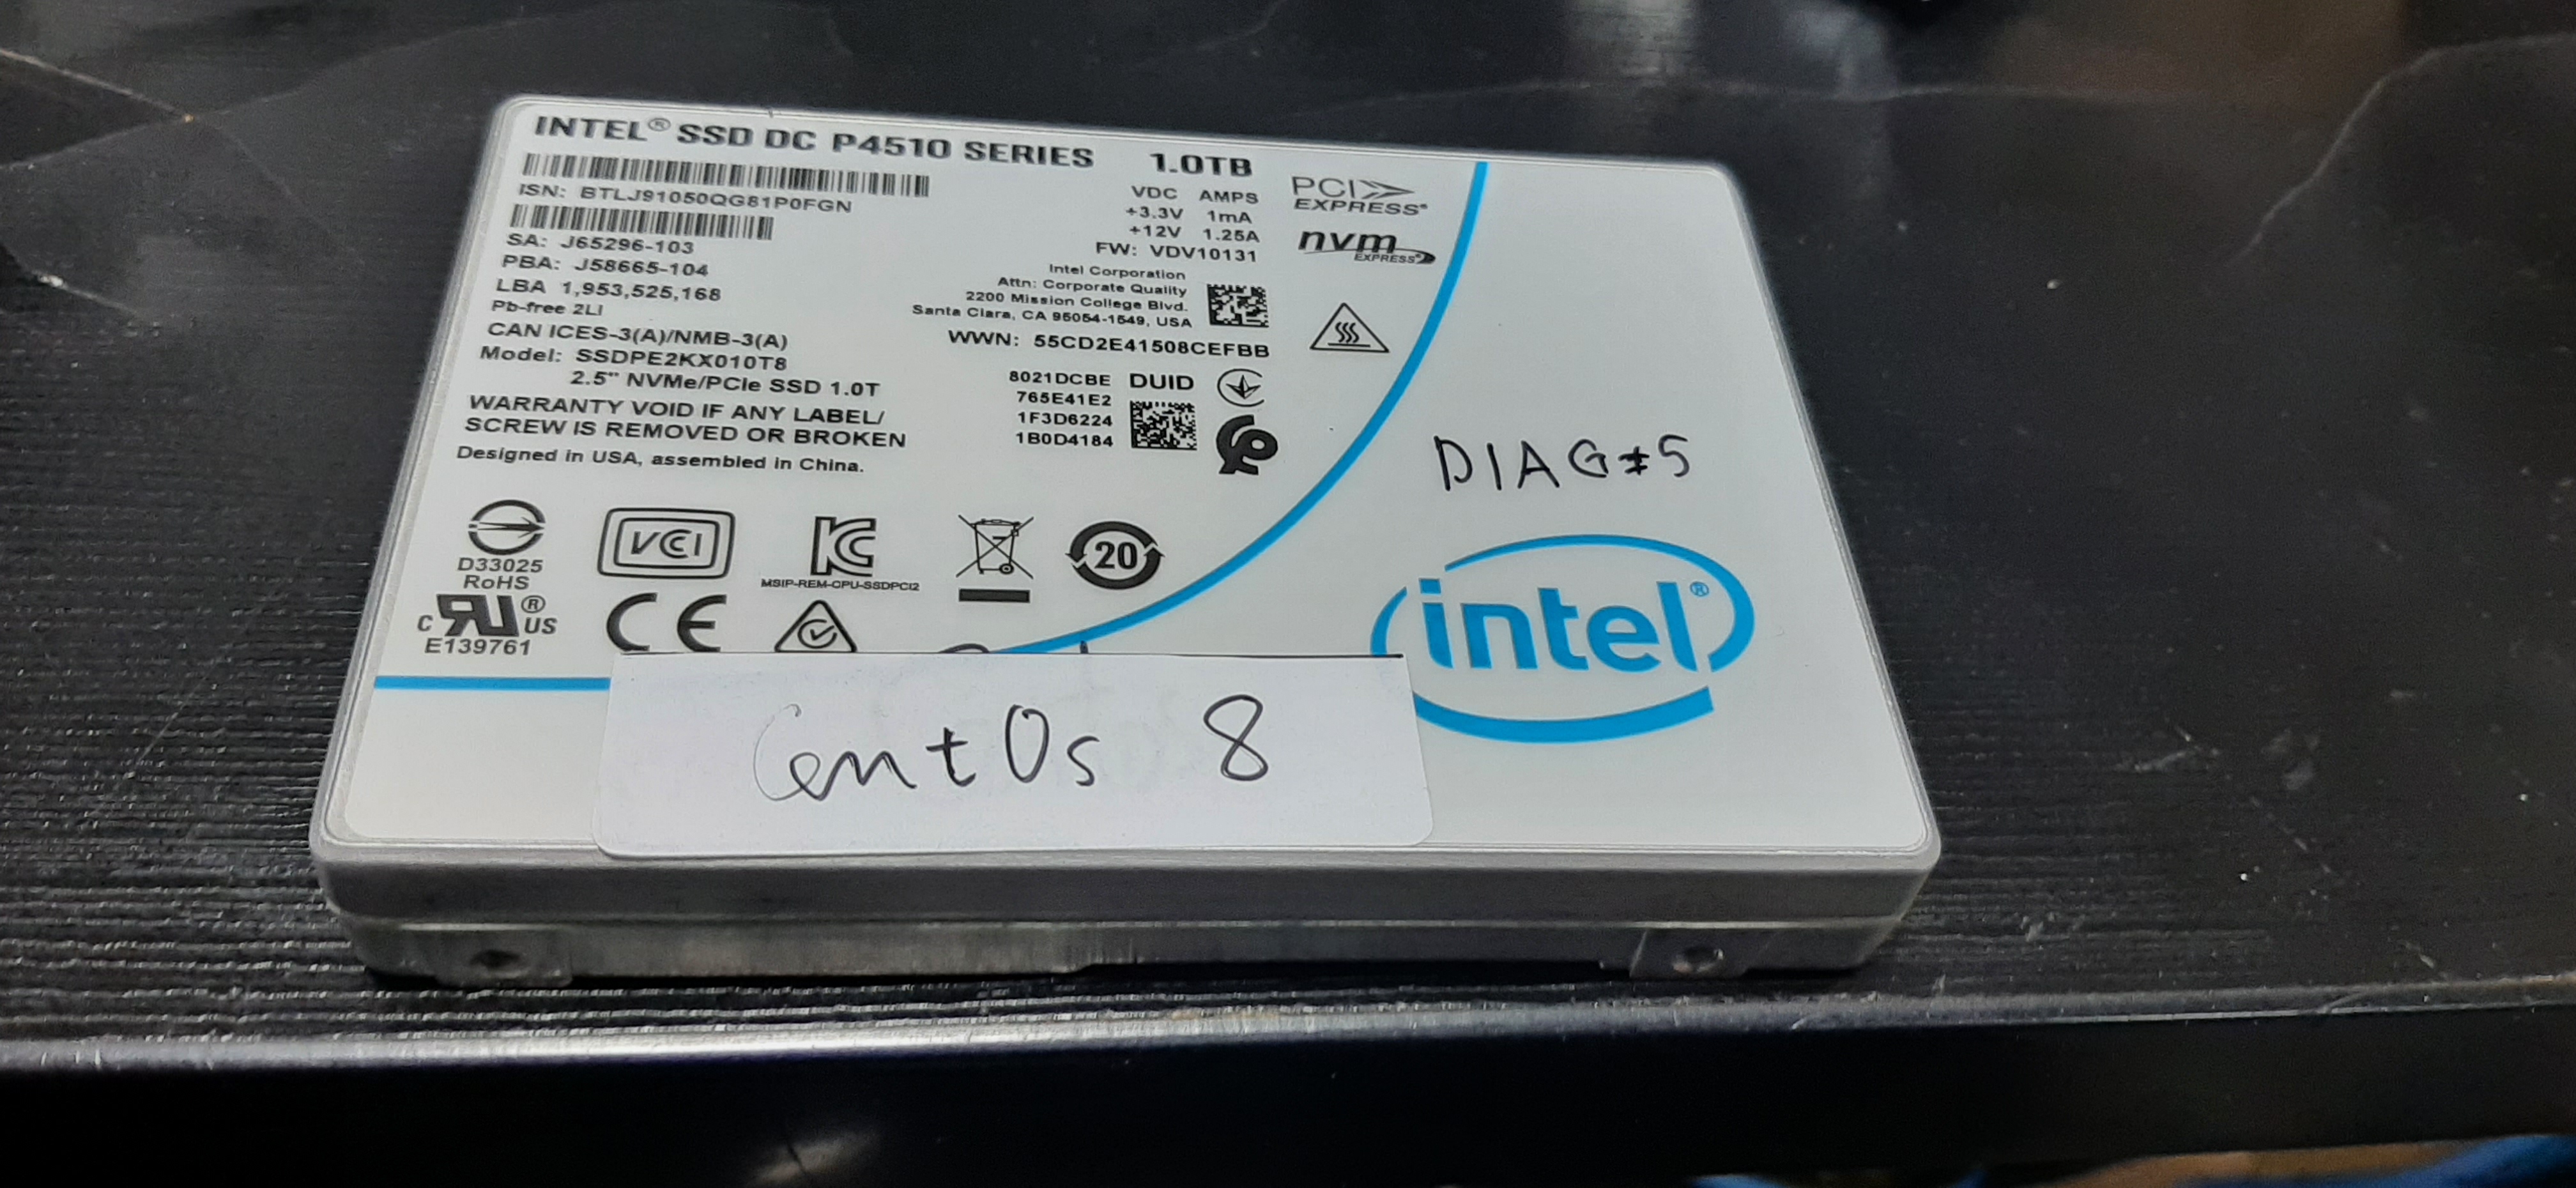 INTEL® SSD DC P4510 SERIES 1.0TB
ISN: BTLJ91050QG81P0FGN
SA: J65296-103
PBA: J58665-104
LBA 1,953,525,168
Pb-free 2LI
CAN ICES-3(A)/NMB-3(A)
Model: SSDPE2KX010T8
2.5" NVMe/PCIe SSD 1.0T
WARRANTY VOID IF ANY LABEL/
SCREW IS REMOVED OR BROKEN
Designed in USA, assembled in China.
VDC AMPS
+3.3V 1mA
+12V 1.25A
FW: VDV10131
Intel Corporation
Attn: Corporate Quality
2200 Mission College Blvd.
Santa Clara, CA 95054-1549, USA
WWN: 55CD2E41508CEFBB
8021DCBE DUID
765E41E2
1F3D6224
1B0D4184
PCI
EXPRESS®
nvm
EXPRESS®
D33025
RoHS
VCI
KC
MSIP-REM-CPU-SSDPCI2
20
c RU® US
E139761
CE
DIAG#5
intel®
CentOs 8